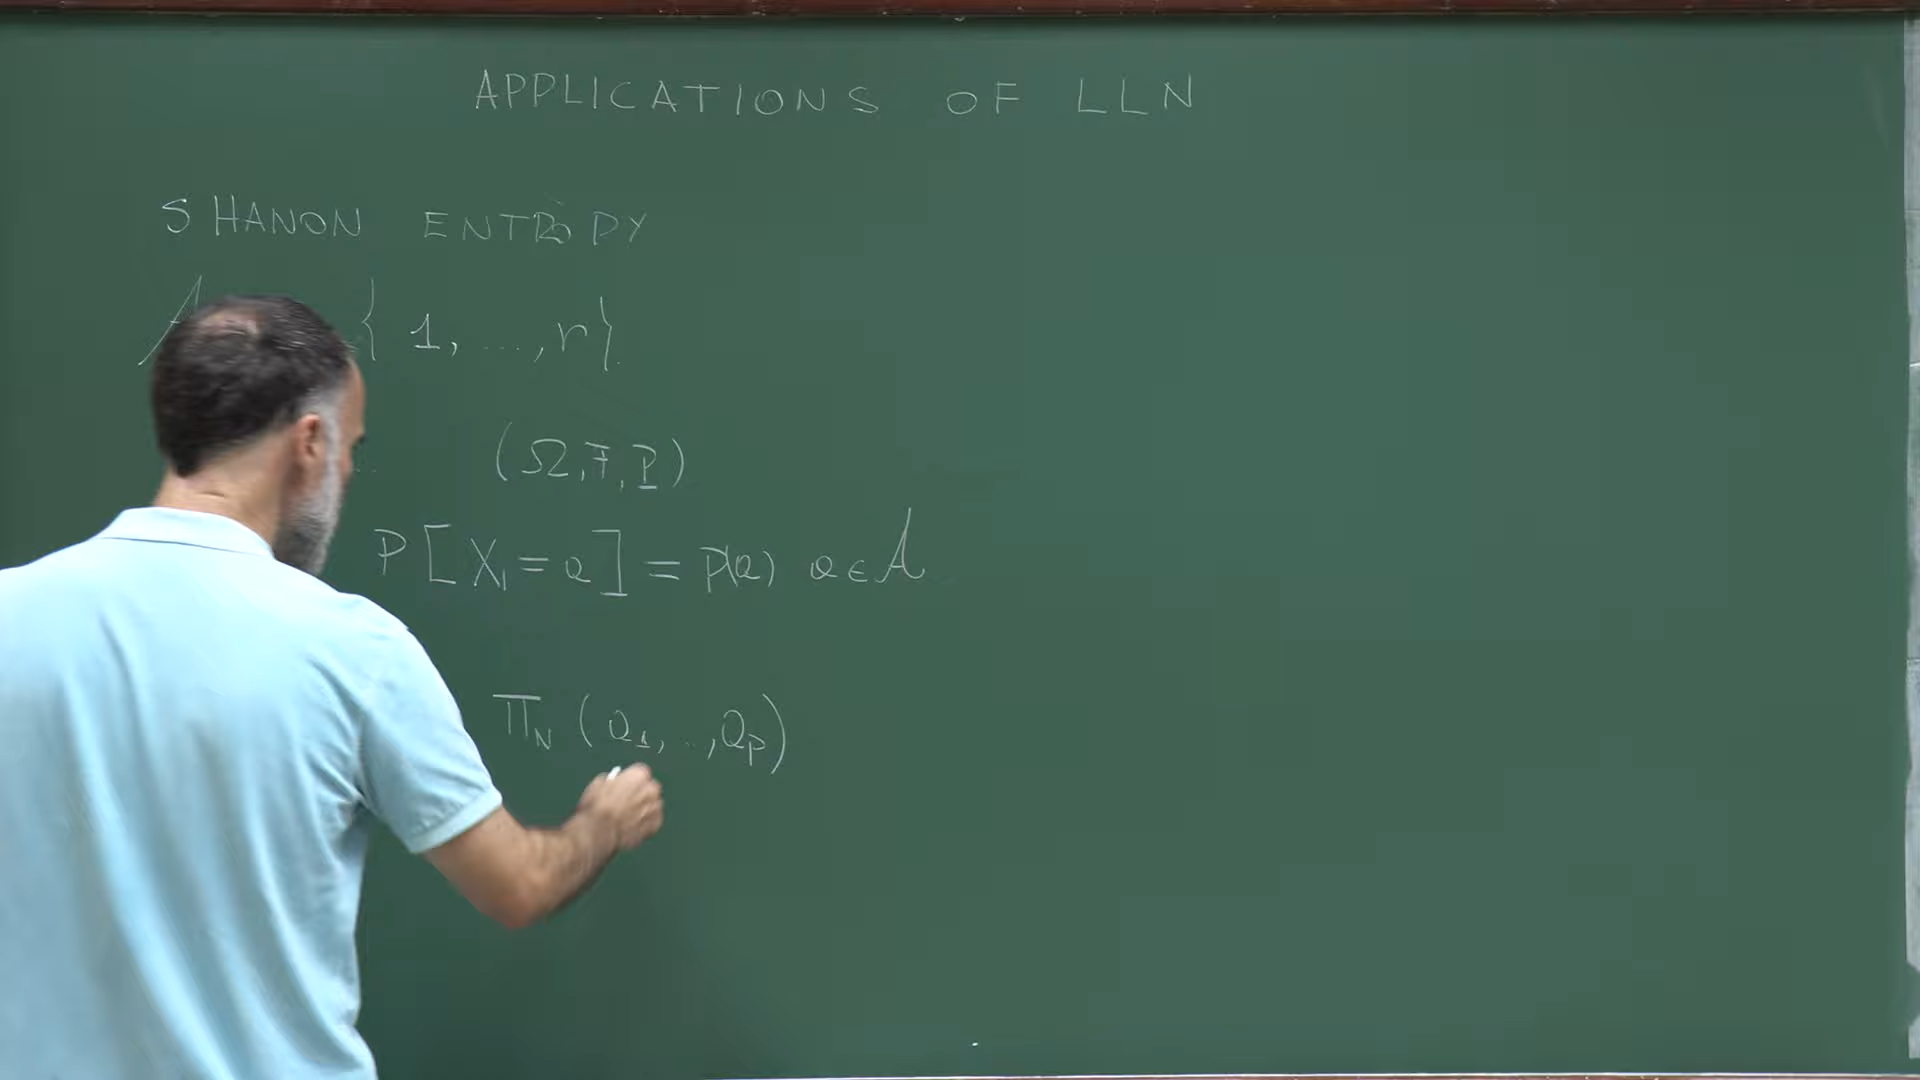 APPLICATIONS OF LLN
SHANON ENTROPY
A { 1, ..., r }.
.. (Ω, F, P)
P [ X₁ = a ] = p(a) a ∈ A
Π_N (a₁, .., a_p)